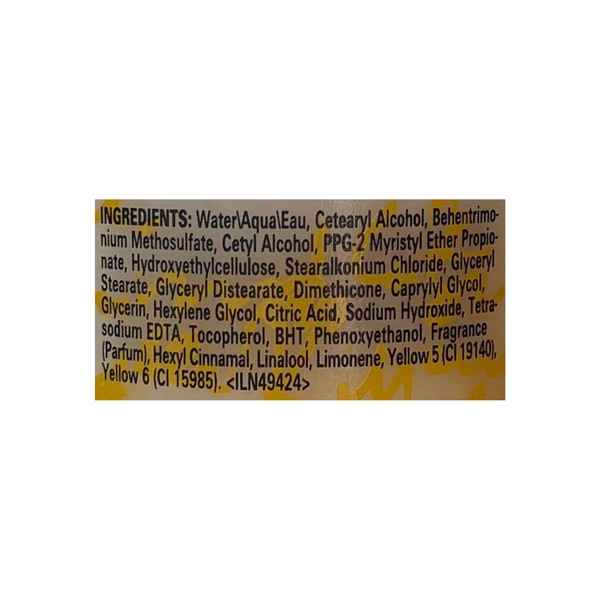 INGREDIENTS: Water\Aqua\Eau, Cetearyl Alcohol, Behentrimo-
nium Methosulfate, Cetyl Alcohol, PPG-2 Myristyl Ether Propio-
nate, Hydroxyethylcellulose, Stearalkonium Chloride, Glyceryl
Stearate, Glyceryl Distearate, Dimethicone, Caprylyl Glycol,
Glycerin, Hexylene Glycol, Citric Acid, Sodium Hydroxide, Tetra-
sodium EDTA, Tocopherol, BHT, Phenoxyethanol, Fragrance
(Parfum), Hexyl Cinnamal, Linalool, Limonene, Yellow 5 (CI 19140),
Yellow 6 (CI 15985). <ILN49424>